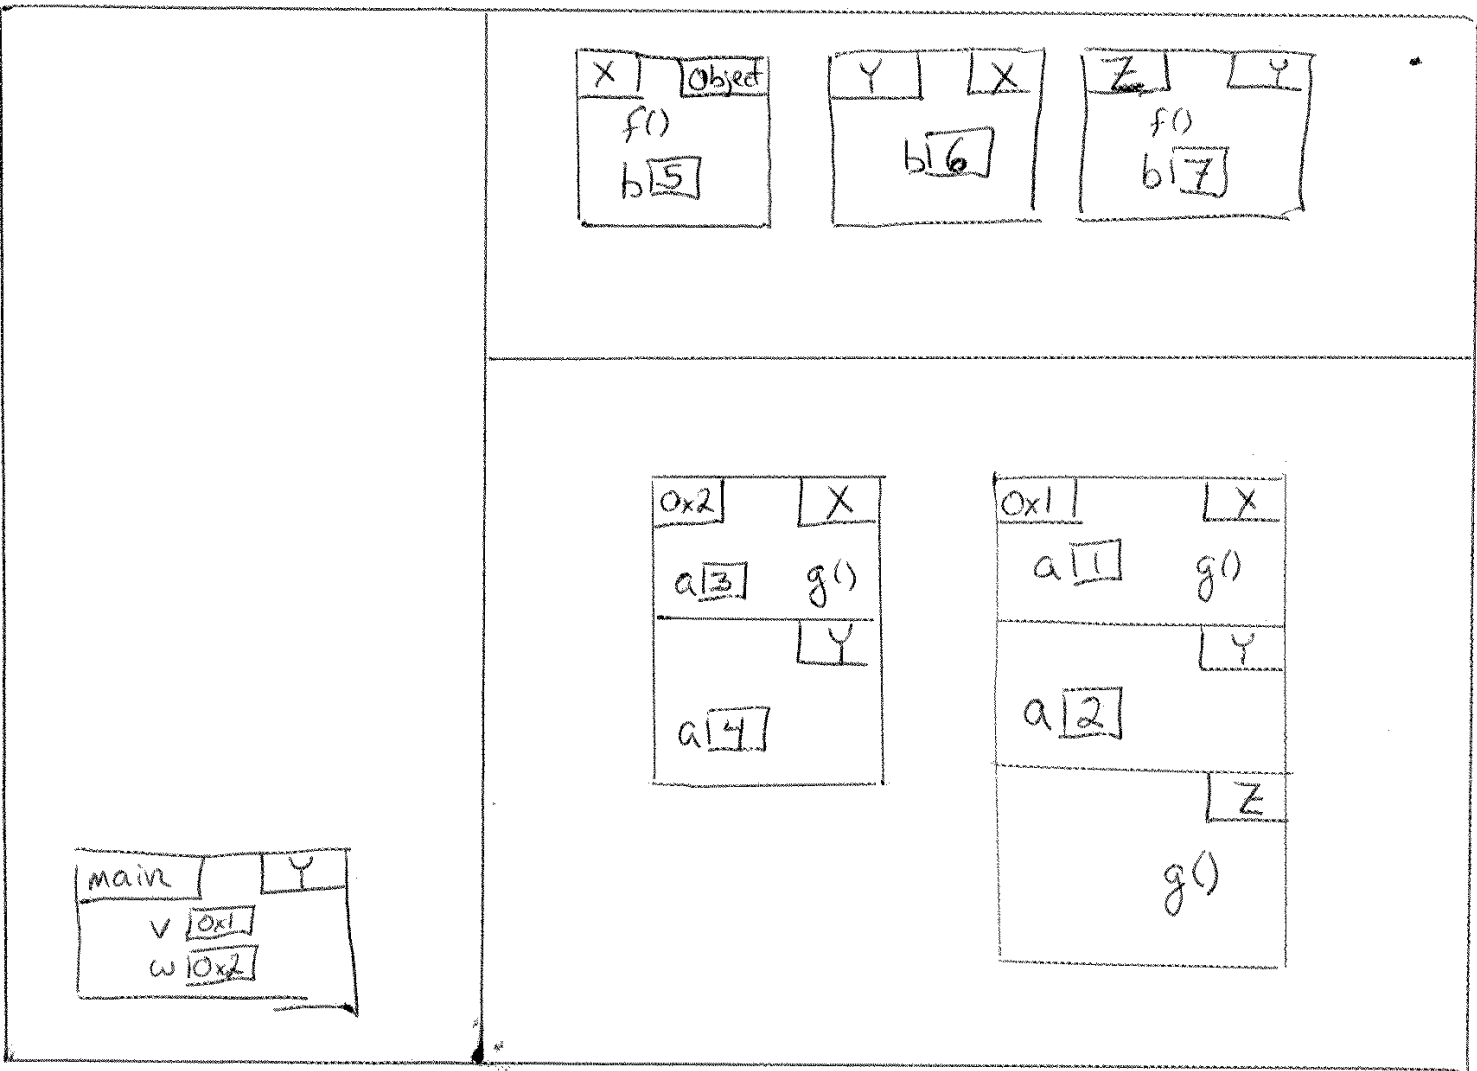 X Object
f()
b 5
Y X
b 6
Z Y
f()
b 7
0x2 X
a 3 g()
Y
a 4
0x1 X
a 1 g()
Y
a 2
Z
g()
main Y
v 0x1
w 0x2